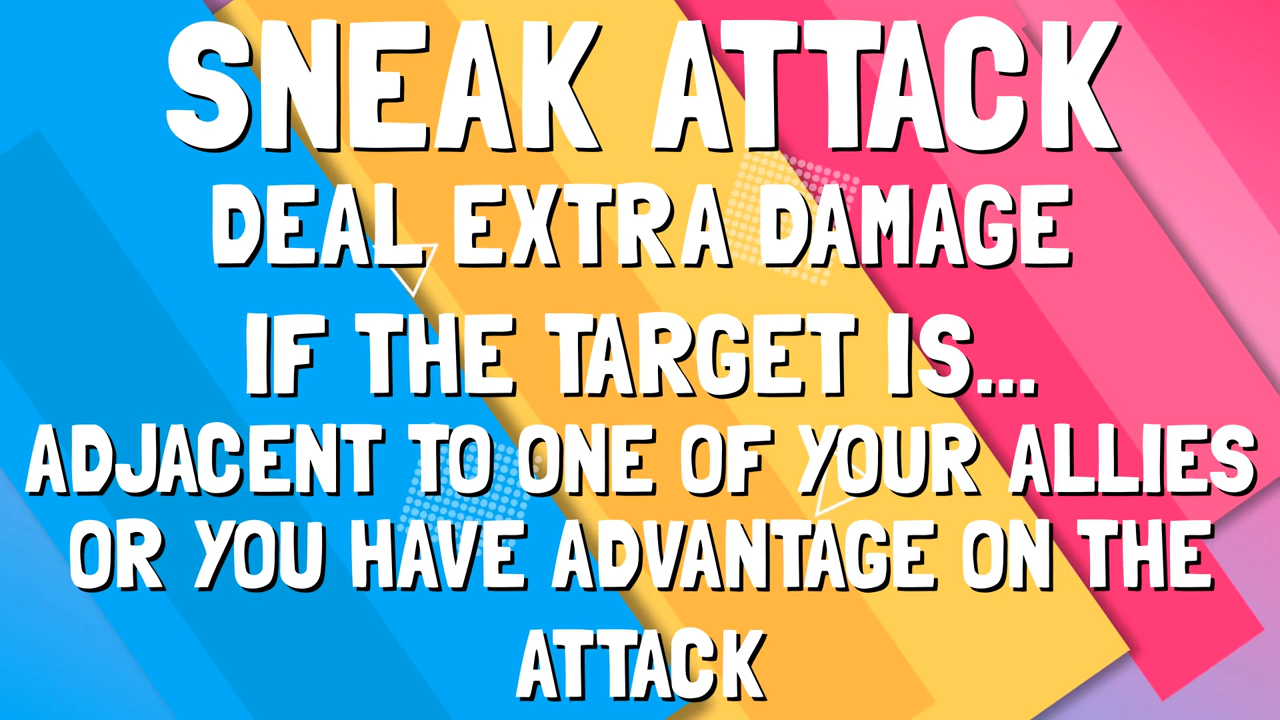 SNEAK ATTACK
DEAL EXTRA DAMAGE
IF THE TARGET IS...
ADJACENT TO ONE OF YOUR ALLIES
OR YOU HAVE ADVANTAGE ON THE
ATTACK